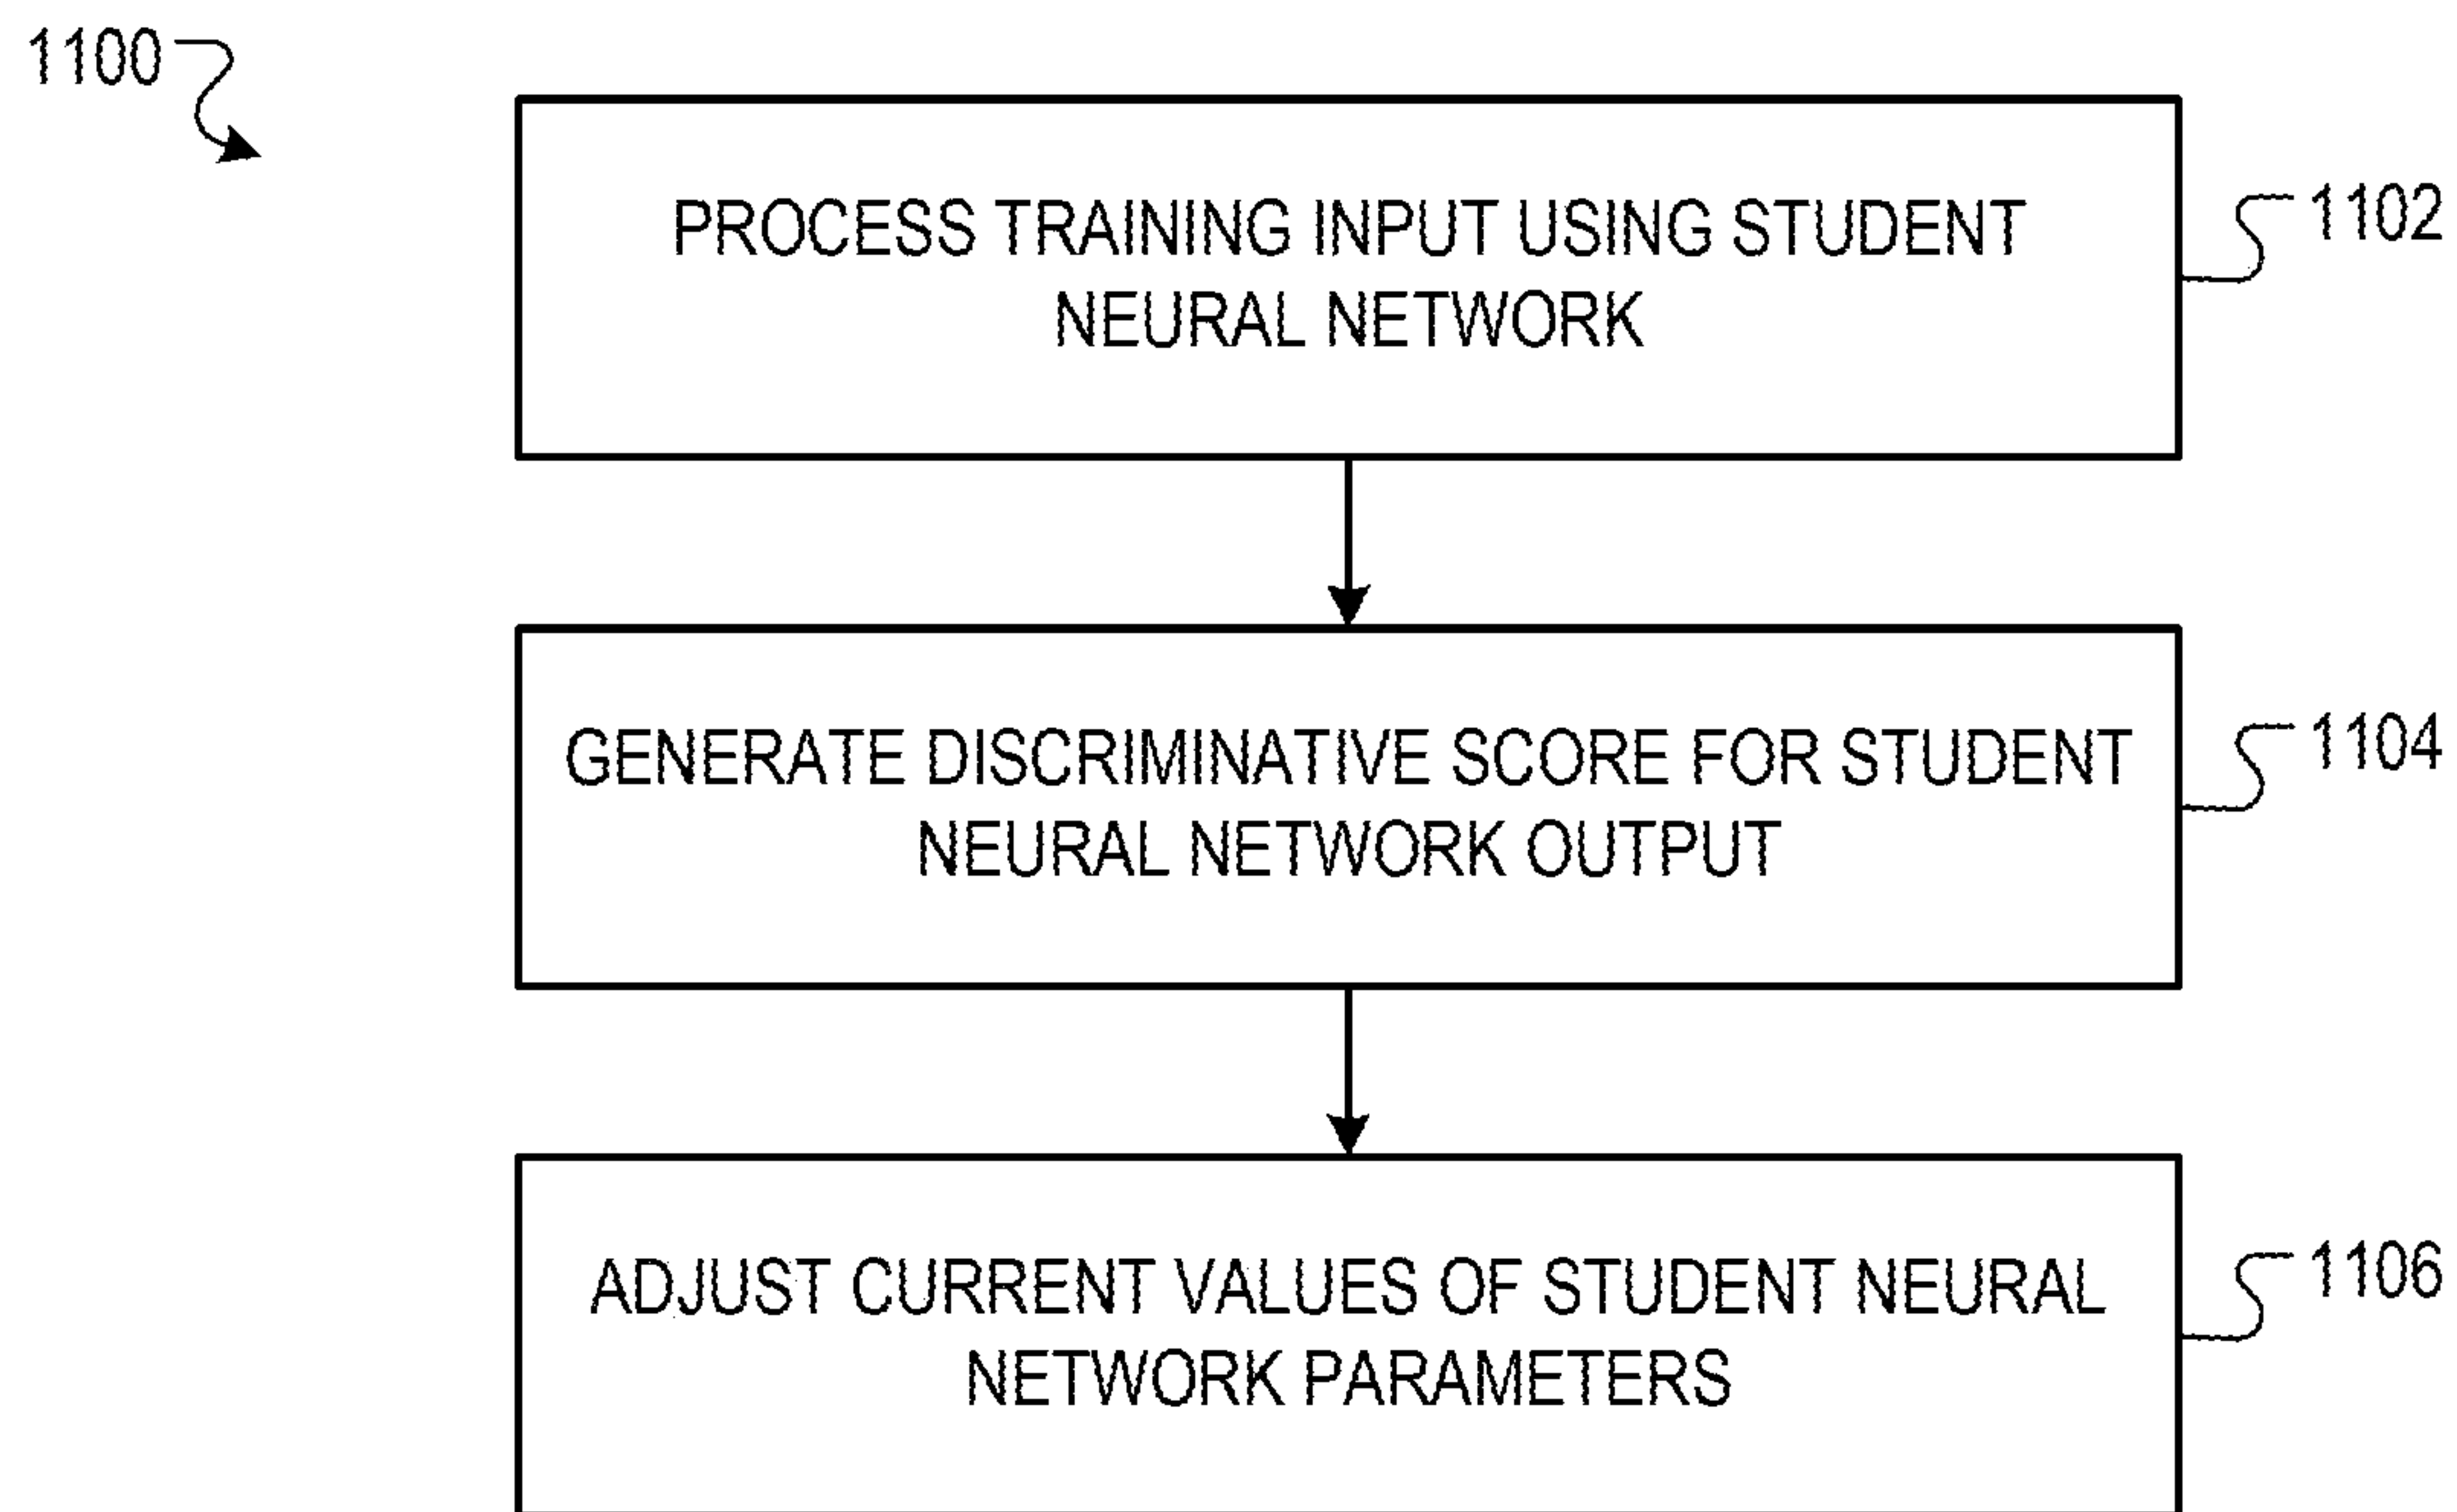 1100
PROCESS TRAINING INPUT USING STUDENT
NEURAL NETWORK
1102
GENERATE DISCRIMINATIVE SCORE FOR STUDENT
NEURAL NETWORK OUTPUT
1104
ADJUST CURRENT VALUES OF STUDENT NEURAL
NETWORK PARAMETERS
1106